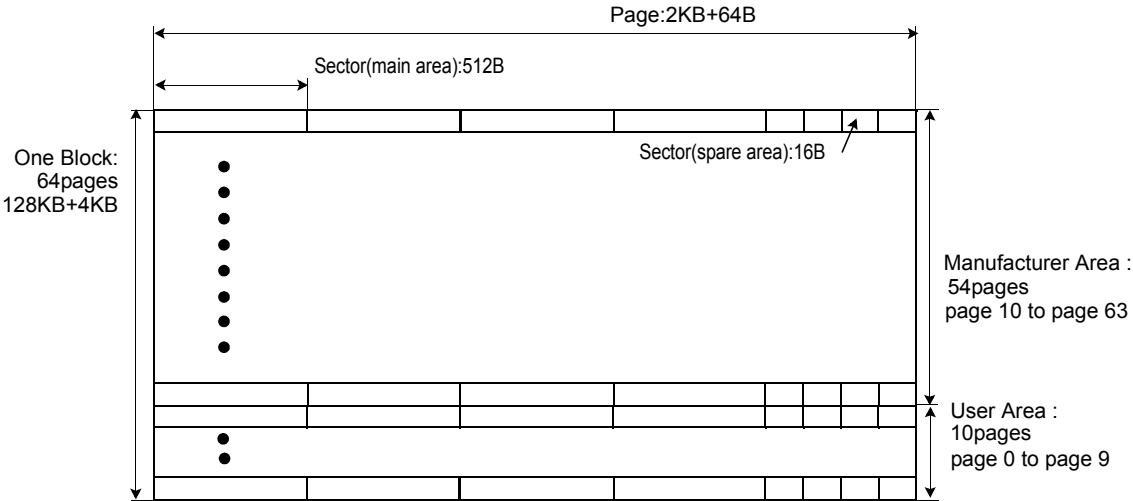 Page:2KB+64B
Sector(main area):512B
One Block:
64pages
128KB+4KB
Sector(spare area):16B
Manufacturer Area :
54pages
page 10 to page 63
User Area :
10pages
page 0 to page 9